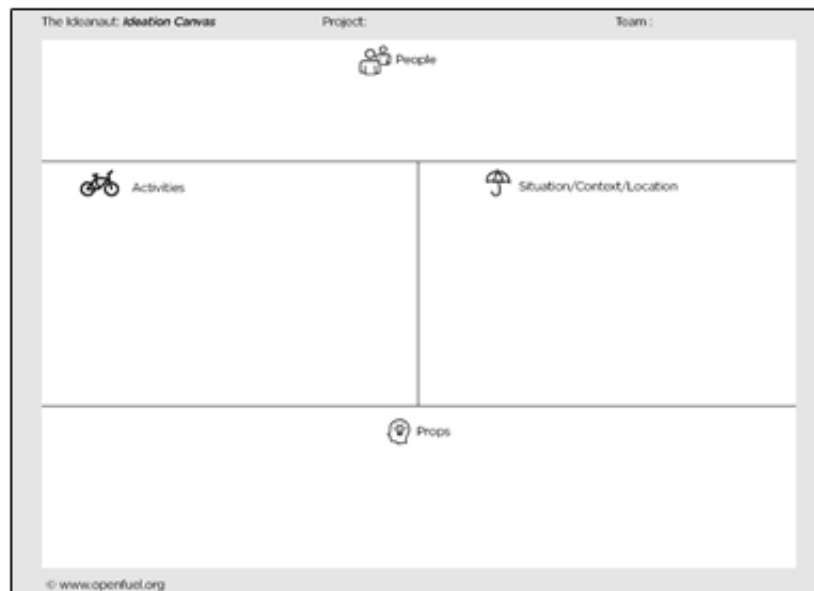 The Ideanaut: Ideation Canvas Project: Team :
People
Activities Situation/Context/Location
Props
© www.openfuel.org